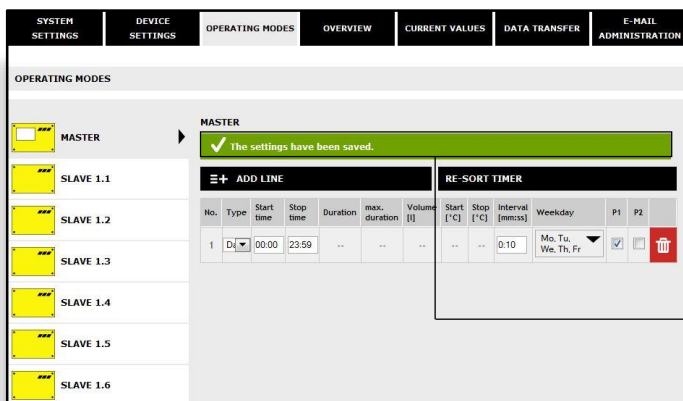 SYSTEM SETTINGS
DEVICE SETTINGS
OPERATING MODES
OVERVIEW
CURRENT VALUES
DATA TRANSFER
E-MAIL ADMINISTRATION
OPERATING MODES
MASTER
SLAVE 1.1
SLAVE 1.2
SLAVE 1.3
SLAVE 1.4
SLAVE 1.5
SLAVE 1.6
MASTER
The settings have been saved.
ADD LINE
RE-SORT TIMER
No. Type Start time Stop time Duration max. duration Volume [l] Start [°C] Stop [°C] Interval [mm:ss] Weekday P1 P2
1 Da 00:00 23:59 -- -- -- -- -- 0:10 Mo, Tu, We, Th, Fr